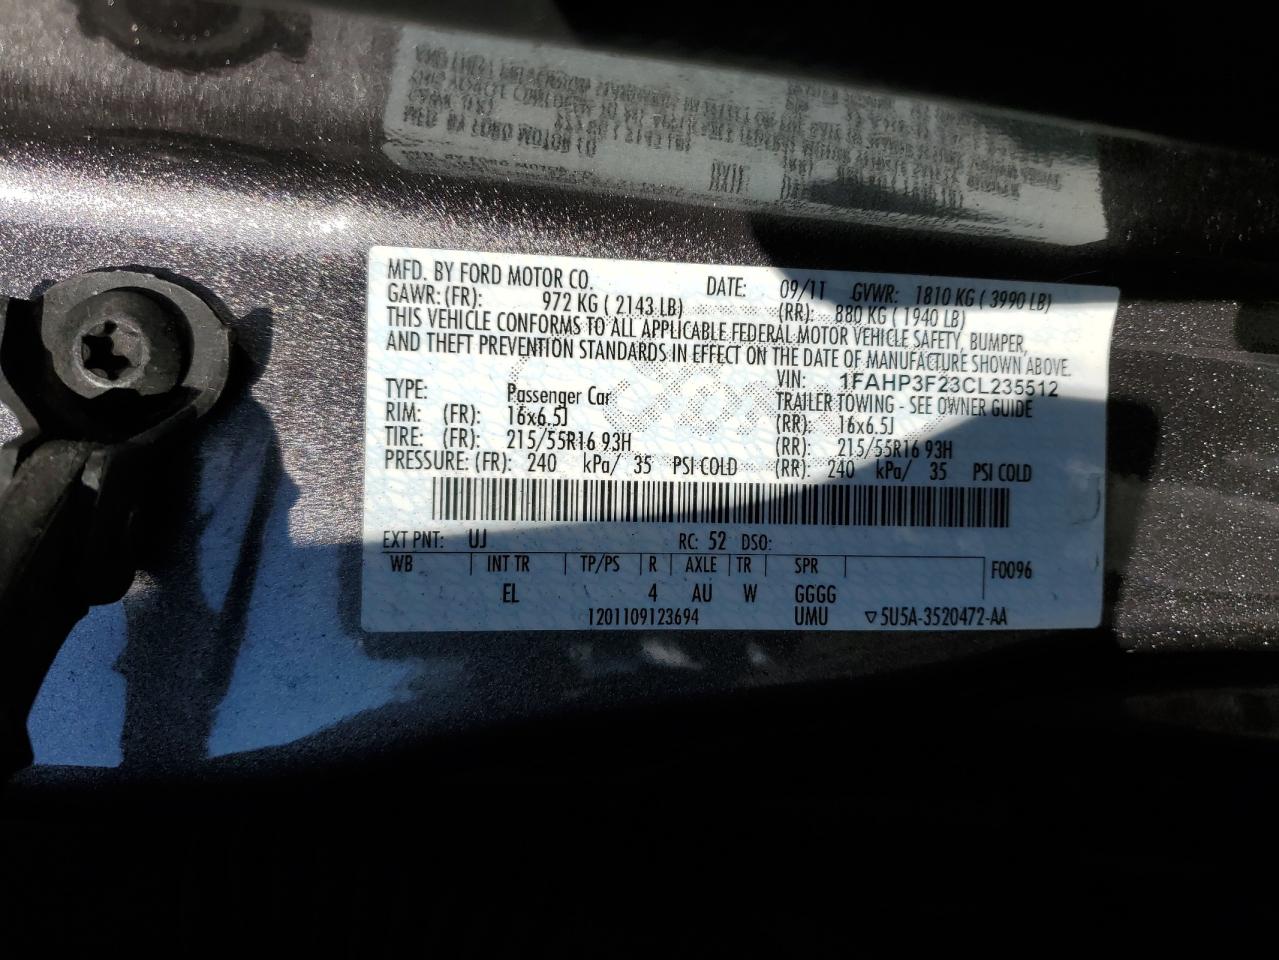 MFD. BY FORD MOTOR CO. DATE: 09/11 GVWR: 1810 KG ( 3990 LB)
GAWR: (FR): 972 KG ( 2143 LB) (RR): 880 KG ( 1940 LB)
THIS VEHICLE CONFORMS TO ALL APPLICABLE FEDERAL MOTOR VEHICLE SAFETY, BUMPER,
AND THEFT PREVENTION STANDARDS IN EFFECT ON THE DATE OF MANUFACTURE SHOWN ABOVE.
VIN: 1FAHP3F23CL235512
TYPE: Passenger Car TRAILER TOWING - SEE OWNER GUIDE
RIM: (FR): 16x6.5J (RR): 16x6.5J
TIRE: (FR): 215/55R16 93H (RR): 215/55R16 93H
PRESSURE: (FR): 240 kPa/ 35 PSI COLD (RR): 240 kPa/ 35 PSI COLD
EXT PNT: UJ RC: 52 DSO:
WB INT TR TP/PS R AXLE TR SPR F0096
EL 4 AU W GGGG
1201109123694 UMU ▽5U5A-3520472-AA